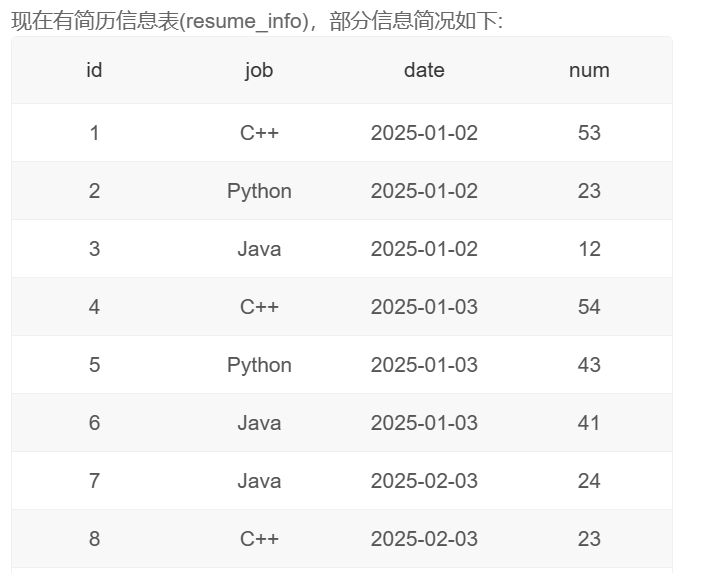 现在有简历信息表(resume_info)，部分信息简况如下:
id job date num
1 C++ 2025-01-02 53
2 Python 2025-01-02 23
3 Java 2025-01-02 12
4 C++ 2025-01-03 54
5 Python 2025-01-03 43
6 Java 2025-01-03 41
7 Java 2025-02-03 24
8 C++ 2025-02-03 23